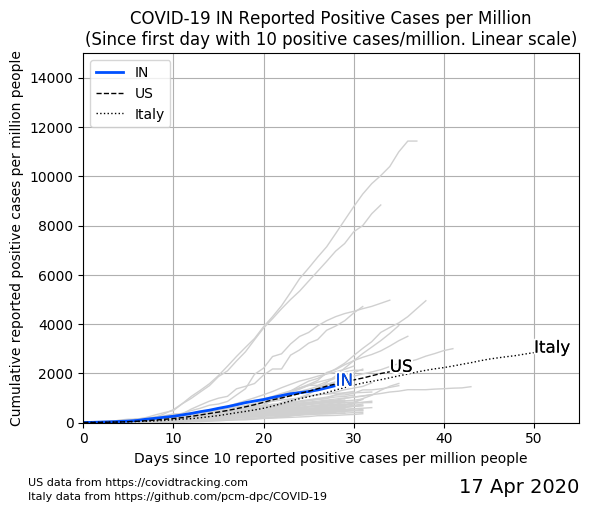 COVID-19 IN Reported Positive Cases per Million
(Since first day with 10 positive cases/million. Linear scale)
Cumulative reported positive cases per million people
14000
12000
10000
8000
6000
4000
2000
0
IN
US
Italy
IN
US
Italy
0 10 20 30 40 50
Days since 10 reported positive cases per million people
US data from https://covidtracking.com
Italy data from https://github.com/pcm-dpc/COVID-19
17 Apr 2020